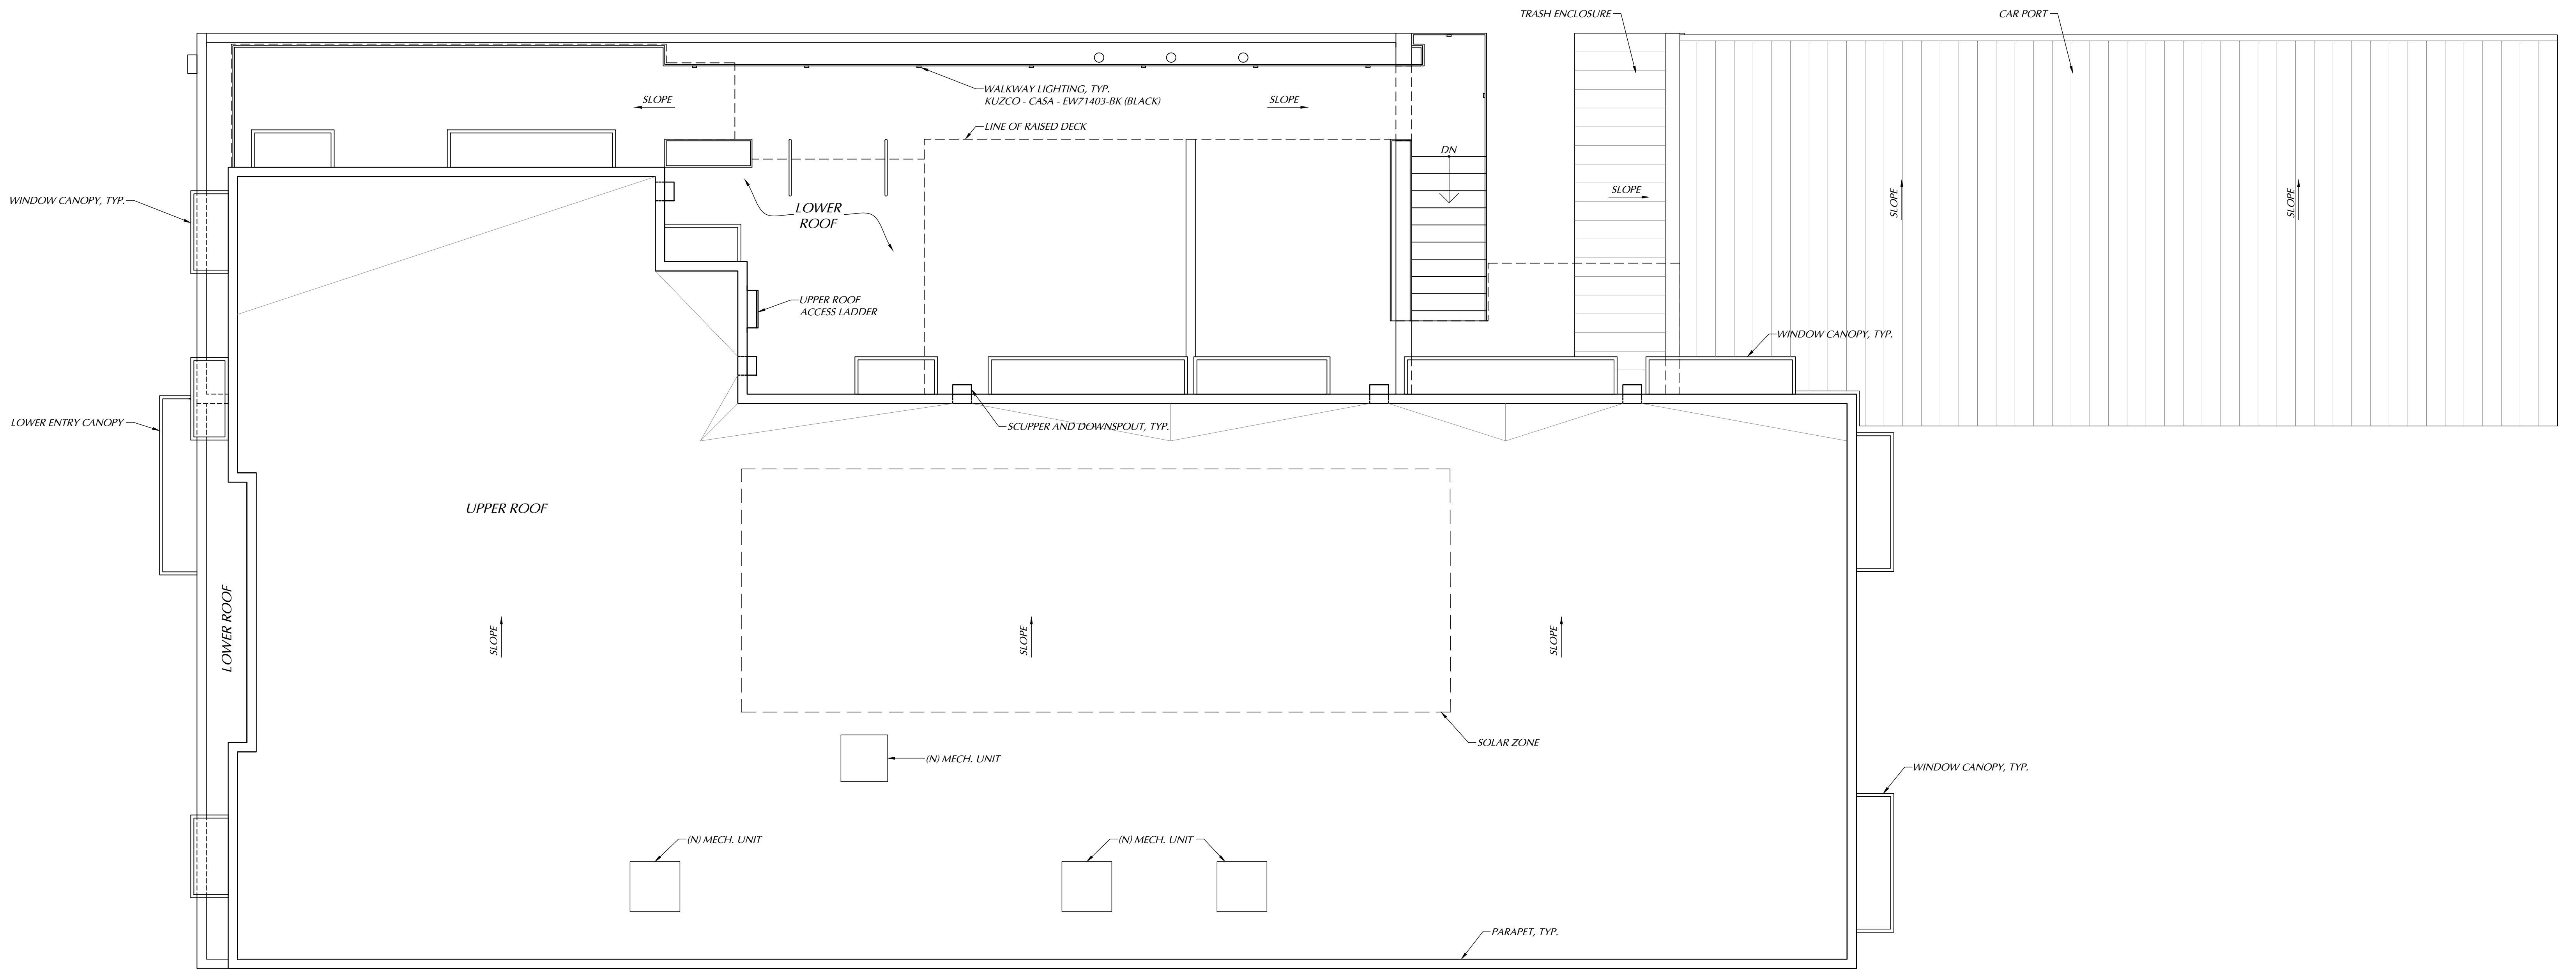 TRASH ENCLOSURE
CAR PORT
WALKWAY LIGHTING, TYP.
KUZCO - CASA - EW71403-BK (BLACK)
SLOPE
SLOPE
LINE OF RAISED DECK
DN
WINDOW CANOPY, TYP.
LOWER
ROOF
SLOPE
SLOPE
SLOPE
UPPER ROOF
ACCESS LADDER
WINDOW CANOPY, TYP.
LOWER ENTRY CANOPY
SCUPPER AND DOWNSPOUT, TYP.
UPPER ROOF
LOWER ROOF
SLOPE
SLOPE
SLOPE
SOLAR ZONE
(N) MECH. UNIT
WINDOW CANOPY, TYP.
(N) MECH. UNIT
(N) MECH. UNIT
PARAPET, TYP.